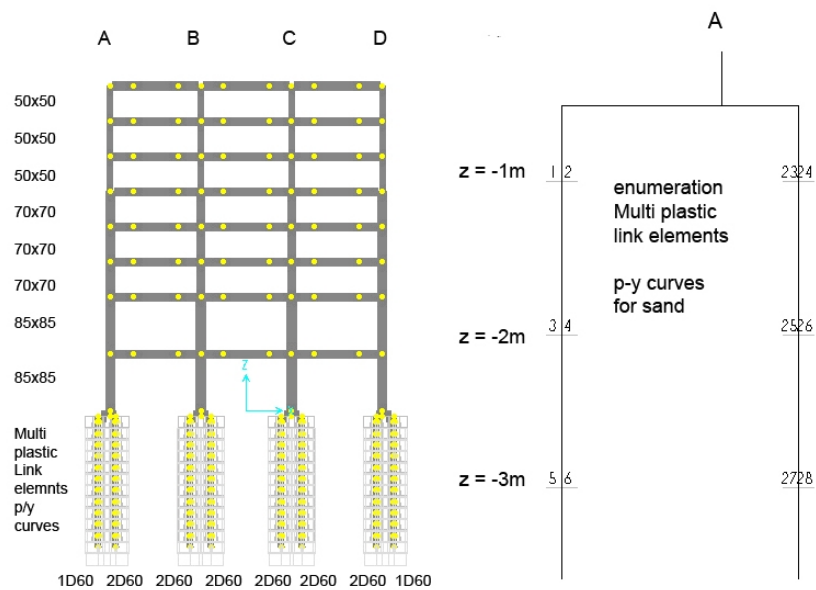 A B C D
50x50
50x50
50x50
70x70
70x70
70x70
85x85
85x85
z
Multi
plastic
Link
elemnts
p/y
curves
1D60 2D60 2D60 2D60 2D60 2D60 2D60 1D60
A
z = -1m
1 2
2324
enumeration
Multi plastic
link elements
p-y curves
for sand
z = -2m
3 4
2526
z = -3m
5 6
2728